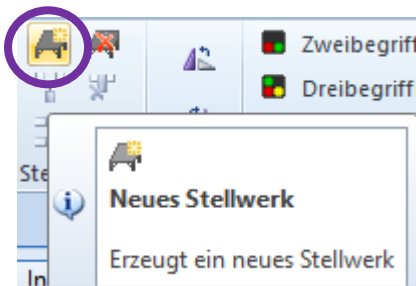 Zweibegriff
Dreibegriff
Ste
Neues Stellwerk
Erzeugt ein neues Stellwerk
In